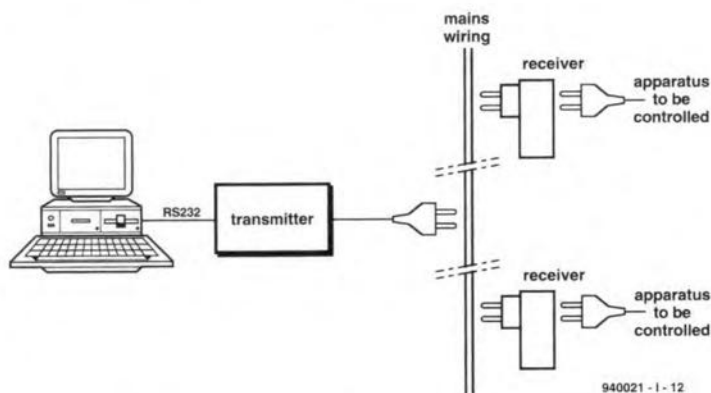 mains
wiring
receiver
apparatus
to be
controlled
RS232
transmitter
receiver
apparatus
to be
controlled
940021 - I - 12